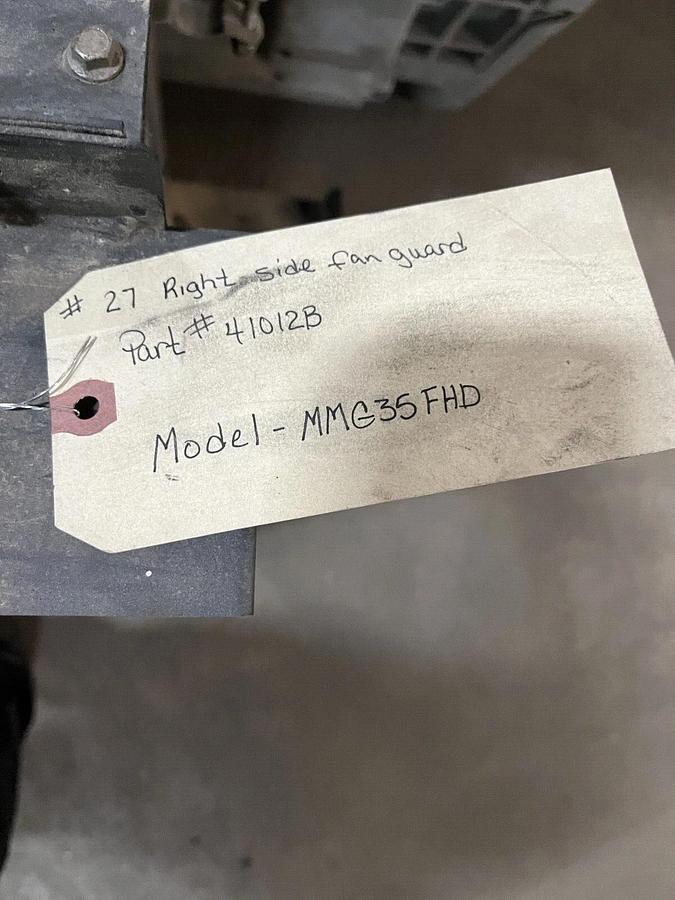 # 27 Right side fan guard
Part # 41012B
Model - MMG35FHD